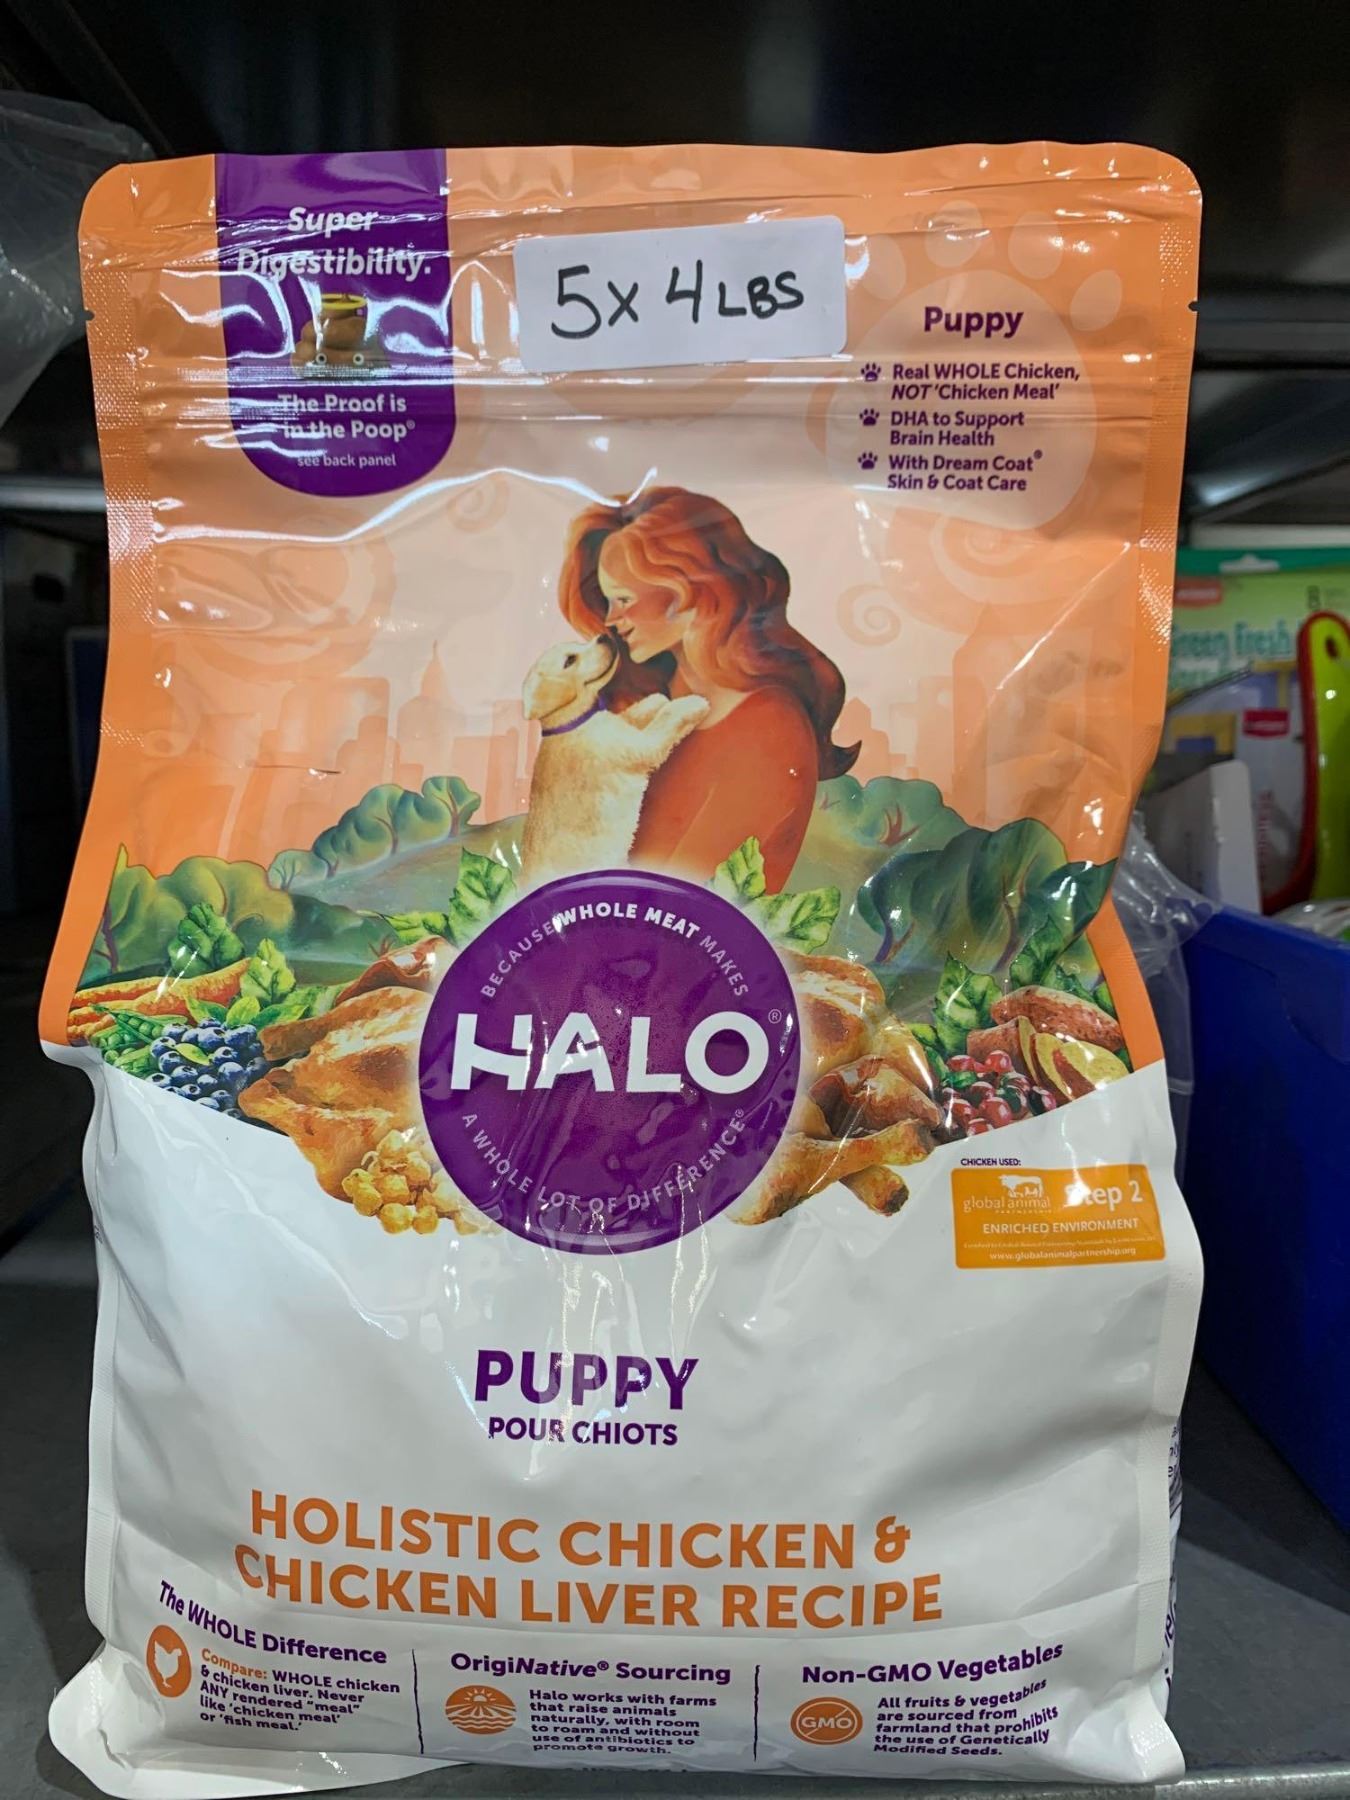 Super
Digestibility.
The Proof is
in the Poop®
see back panel
5x 4 LBS
Puppy
Real WHOLE Chicken,
NOT 'Chicken Meal'
DHA to Support
Brain Health
With Dream Coat®
Skin & Coat Care
BECAUSE WHOLE MEAT MAKES
HALO®
A WHOLE LOT OF DIFFERENCE®
CHICKEN USED:
global animal
PARTNERSHIP
Step 2
ENRICHED ENVIRONMENT
www.globalanimalpartnership.org
PUPPY
POUR CHIOTS
HOLISTIC CHICKEN &
CHICKEN LIVER RECIPE
The WHOLE Difference
Compare: WHOLE chicken
& chicken liver. Never
ANY rendered "meal"
like 'chicken meal'
or 'fish meal.'
OrigiNative® Sourcing
Halo works with farms
that raise animals
naturally, with room
to roam and without
use of antibiotics to
promote growth.
Non-GMO Vegetables
GMO
All fruits & vegetables
are sourced from
farmland that prohibits
the use of Genetically
Modified Seeds.